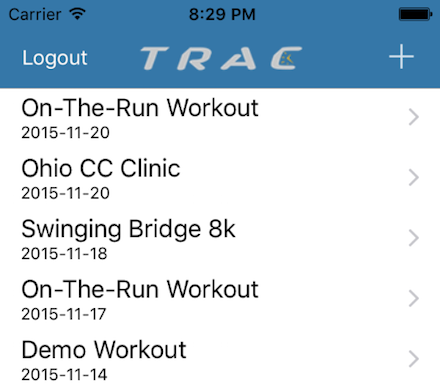 Carrier 8:29 PM
Logout TRAC
On-The-Run Workout
2015-11-20
Ohio CC Clinic
2015-11-20
Swinging Bridge 8k
2015-11-18
On-The-Run Workout
2015-11-17
Demo Workout
2015-11-14